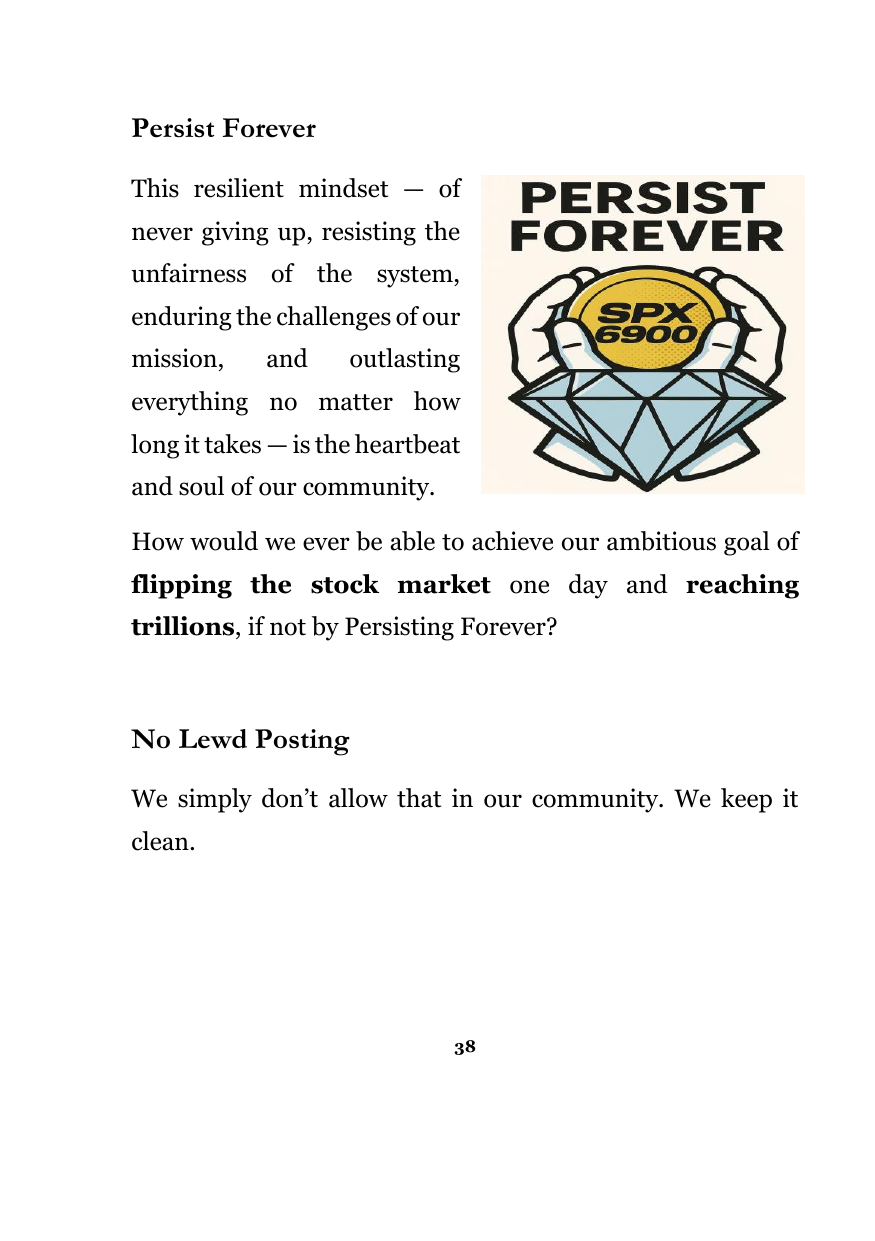 Persist Forever
This resilient mindset — of
never giving up, resisting the
unfairness of the system,
enduring the challenges of our
mission, and outlasting
everything no matter how
long it takes — is the heartbeat
and soul of our community.
PERSIST
FOREVER
SPX
6900
How would we ever be able to achieve our ambitious goal of
flipping the stock market one day and reaching
trillions, if not by Persisting Forever?
No Lewd Posting
We simply don’t allow that in our community. We keep it
clean.
38